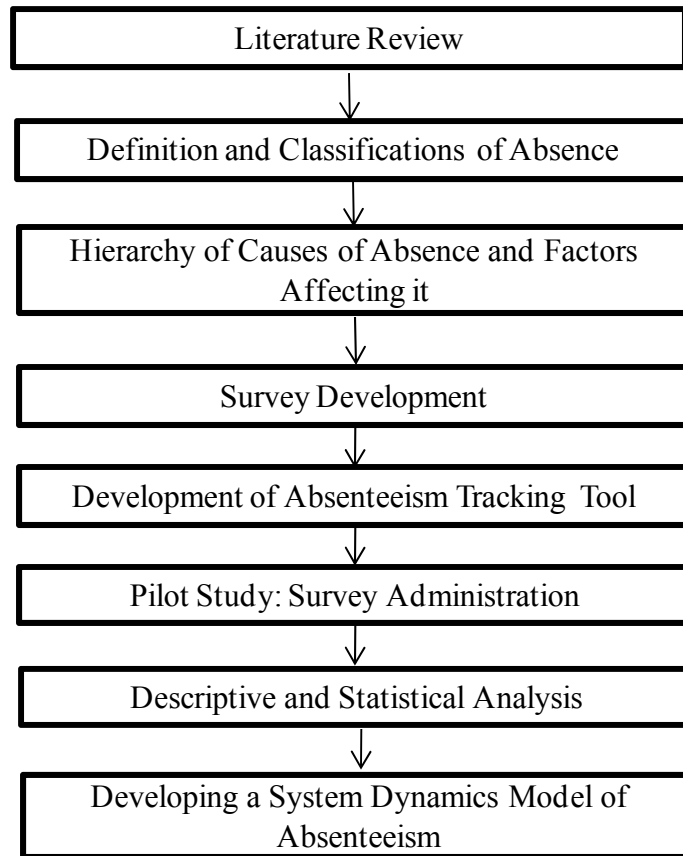 Literature Review
Definition and Classifications of Absence
Hierarchy of Causes of Absence and Factors
Affecting it
Survey Development
Development of Absenteeism Tracking Tool
Pilot Study: Survey Administration
Descriptive and Statistical Analysis
Developing a System Dynamics Model of
Absenteeism